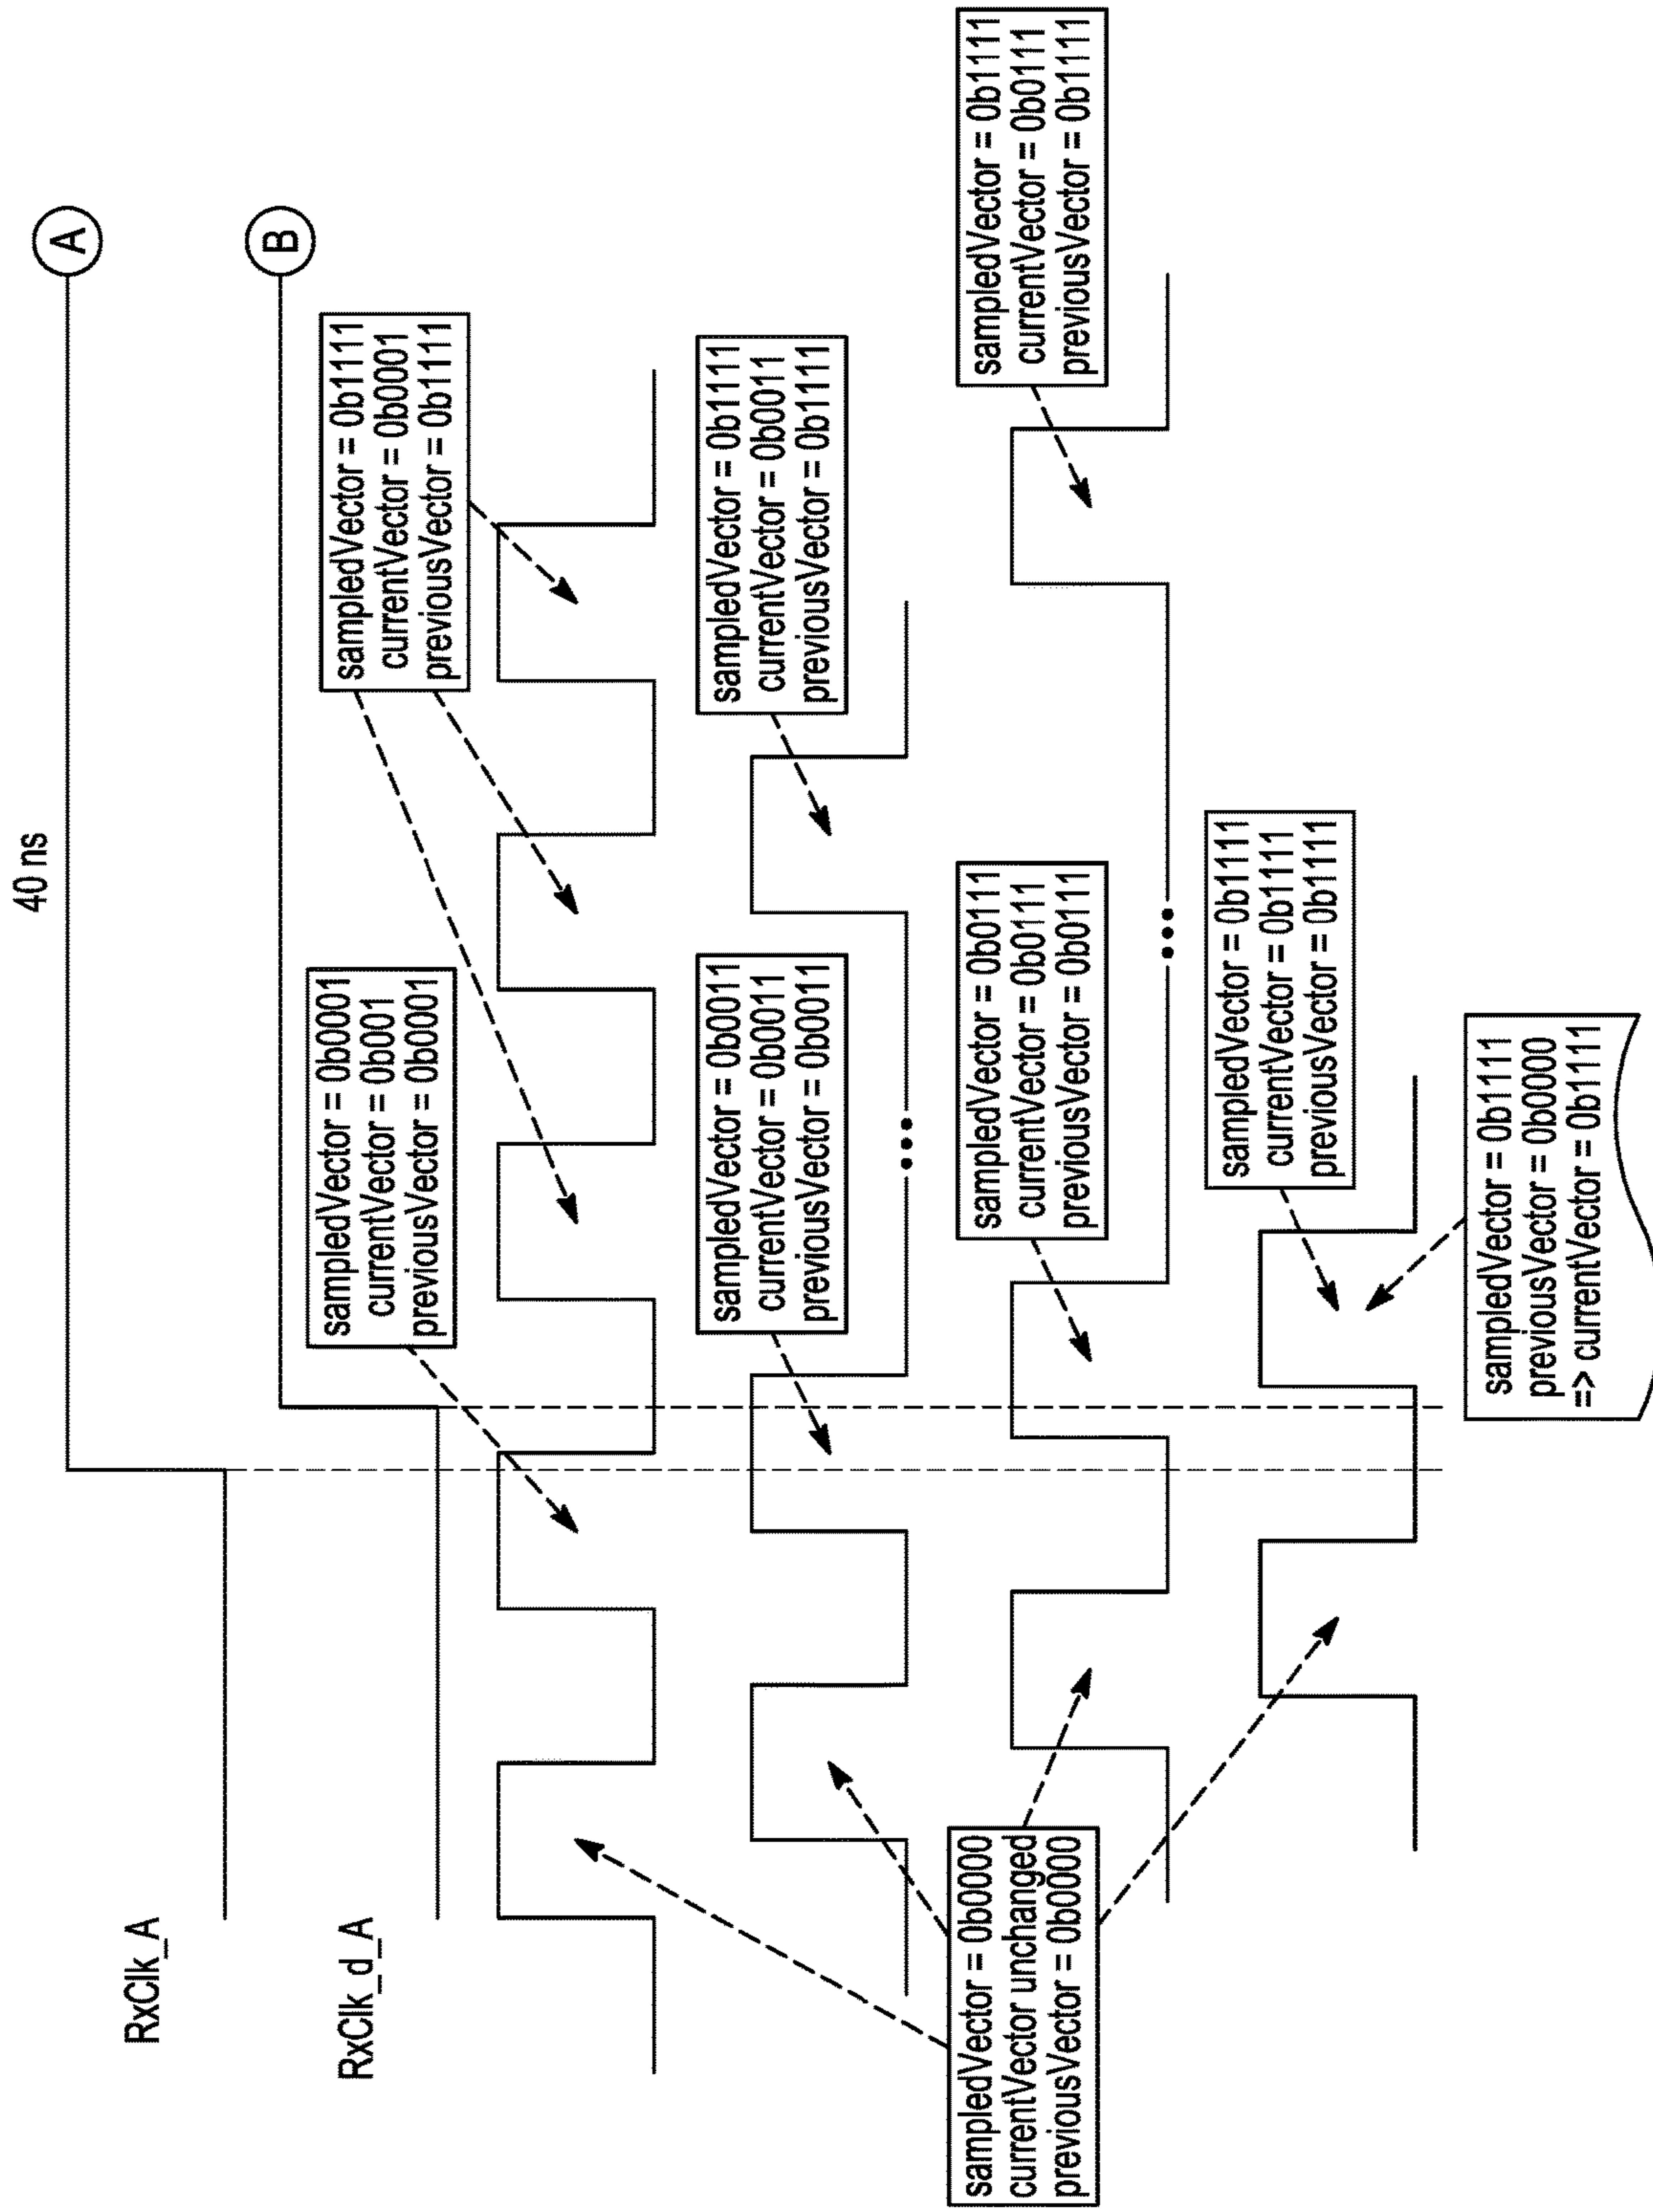 40 ns
RxClk_A
A
RxClk_d_A
B
sampledVector = 0b0001
currentVector = 0b001
previousVector = 0b0001
sampledVector = 0b1111
currentVector = 0b0001
previousVector = 0b1111
sampledVector = 0b0011
currentVector = 0b0011
previousVector = 0b0011
sampledVector = 0b1111
currentVector = 0b0011
previousVector = 0b1111
sampledVector = 0b0000
currentVector unchanged
previousVector = 0b0000
sampledVector = 0b0111
currentVector = 0b0111
previousVector = 0b0111
sampledVector = 0b1111
currentVector = 0b0111
previousVector = 0b1111
sampledVector = 0b1111
currentVector = 0b1111
previousVector = 0b1111
sampledVector = 0b1111
previousVector = 0b0000
=> currentVector = 0b1111